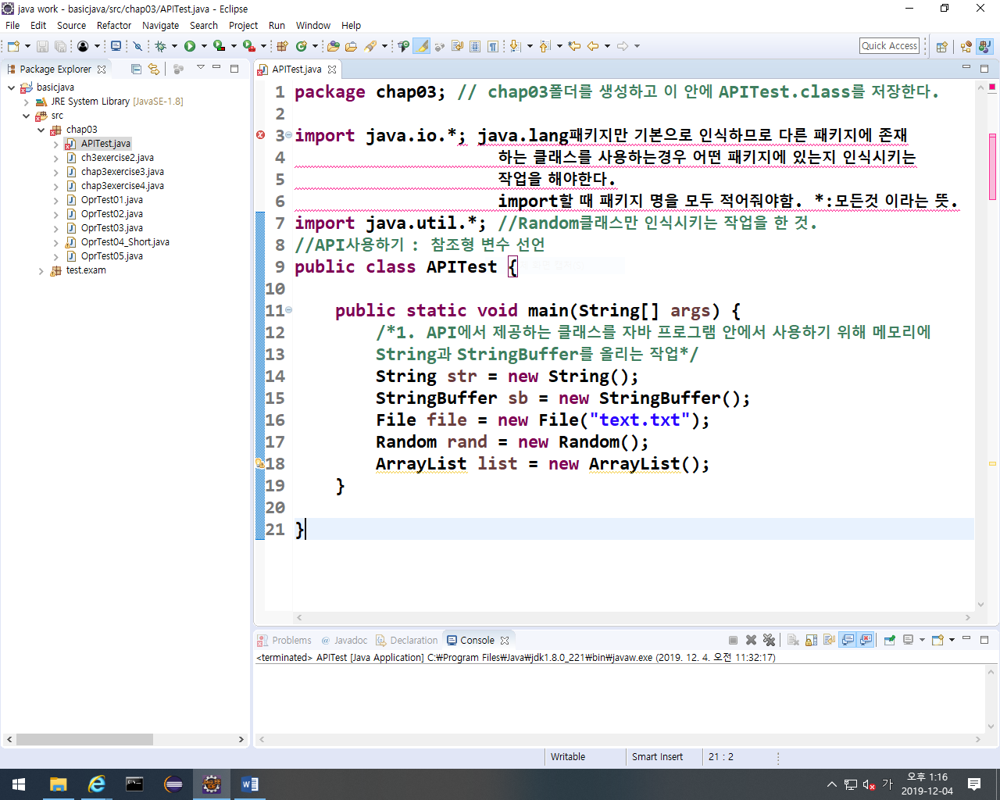 java work - basicjava/src/chap03/APITest.java - Eclipse
File Edit Source Refactor Navigate Search Project Run Window Help
Quick Access
Package Explorer
basicjava
JRE System Library [JavaSE-1.8]
src
chap03
APITest.java
ch3exercise2.java
chap3exercise3.java
chap3exercise4.java
OprTest01.java
OprTest02.java
OprTest03.java
OprTest04_Short.java
OprTest05.java
test.exam
APITest.java
1 package chap03; // chap03폴더를 생성하고 이 안에 APITest.class를 저장한다.
2
3 import java.io.*; java.lang패키지만 기본으로 인식하므로 다른 패키지에 존재
4 하는 클래스를 사용하는경우 어떤 패키지에 있는지 인식시키는
5 작업을 해야한다.
6 import할 때 패키지 명을 모두 적어줘야함. *:모든것 이라는 뜻.
7 import java.util.*; //Random클래스만 인식시키는 작업을 한 것.
8 //API사용하기 : 참조형 변수 선언
9 public class APITest {
10
11 public static void main(String[] args) {
12 /*1. API에서 제공하는 클래스를 자바 프로그램 안에서 사용하기 위해 메모리에
13 String과 StringBuffer를 올리는 작업*/
14 String str = new String();
15 StringBuffer sb = new StringBuffer();
16 File file = new File("text.txt");
17 Random rand = new Random();
18 ArrayList list = new ArrayList();
19 }
20
21 }
Problems @ Javadoc Declaration Console
<terminated> APITest [Java Application] C:₩Program Files₩Java₩jdk1.8.0_221₩bin₩javaw.exe (2019. 12. 4. 오전 11:32:17)
Writable Smart Insert 21 : 2
가 오후 1:16
2019-12-04